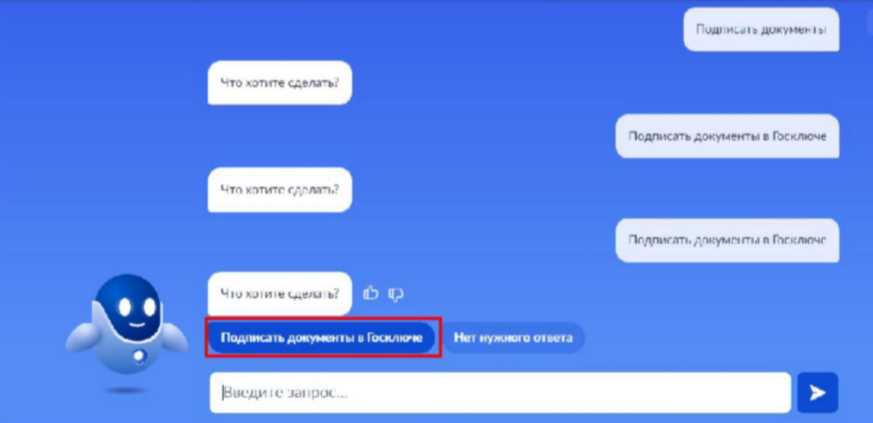 Подписать документы
Что хотите сделать?
Подписать документы в Госключе
Что хотите сделать?
Подписать документы в Госключе
Что хотите сделать?
Подписать документы в Госключе
Нет нужного ответа
Введите запрос...